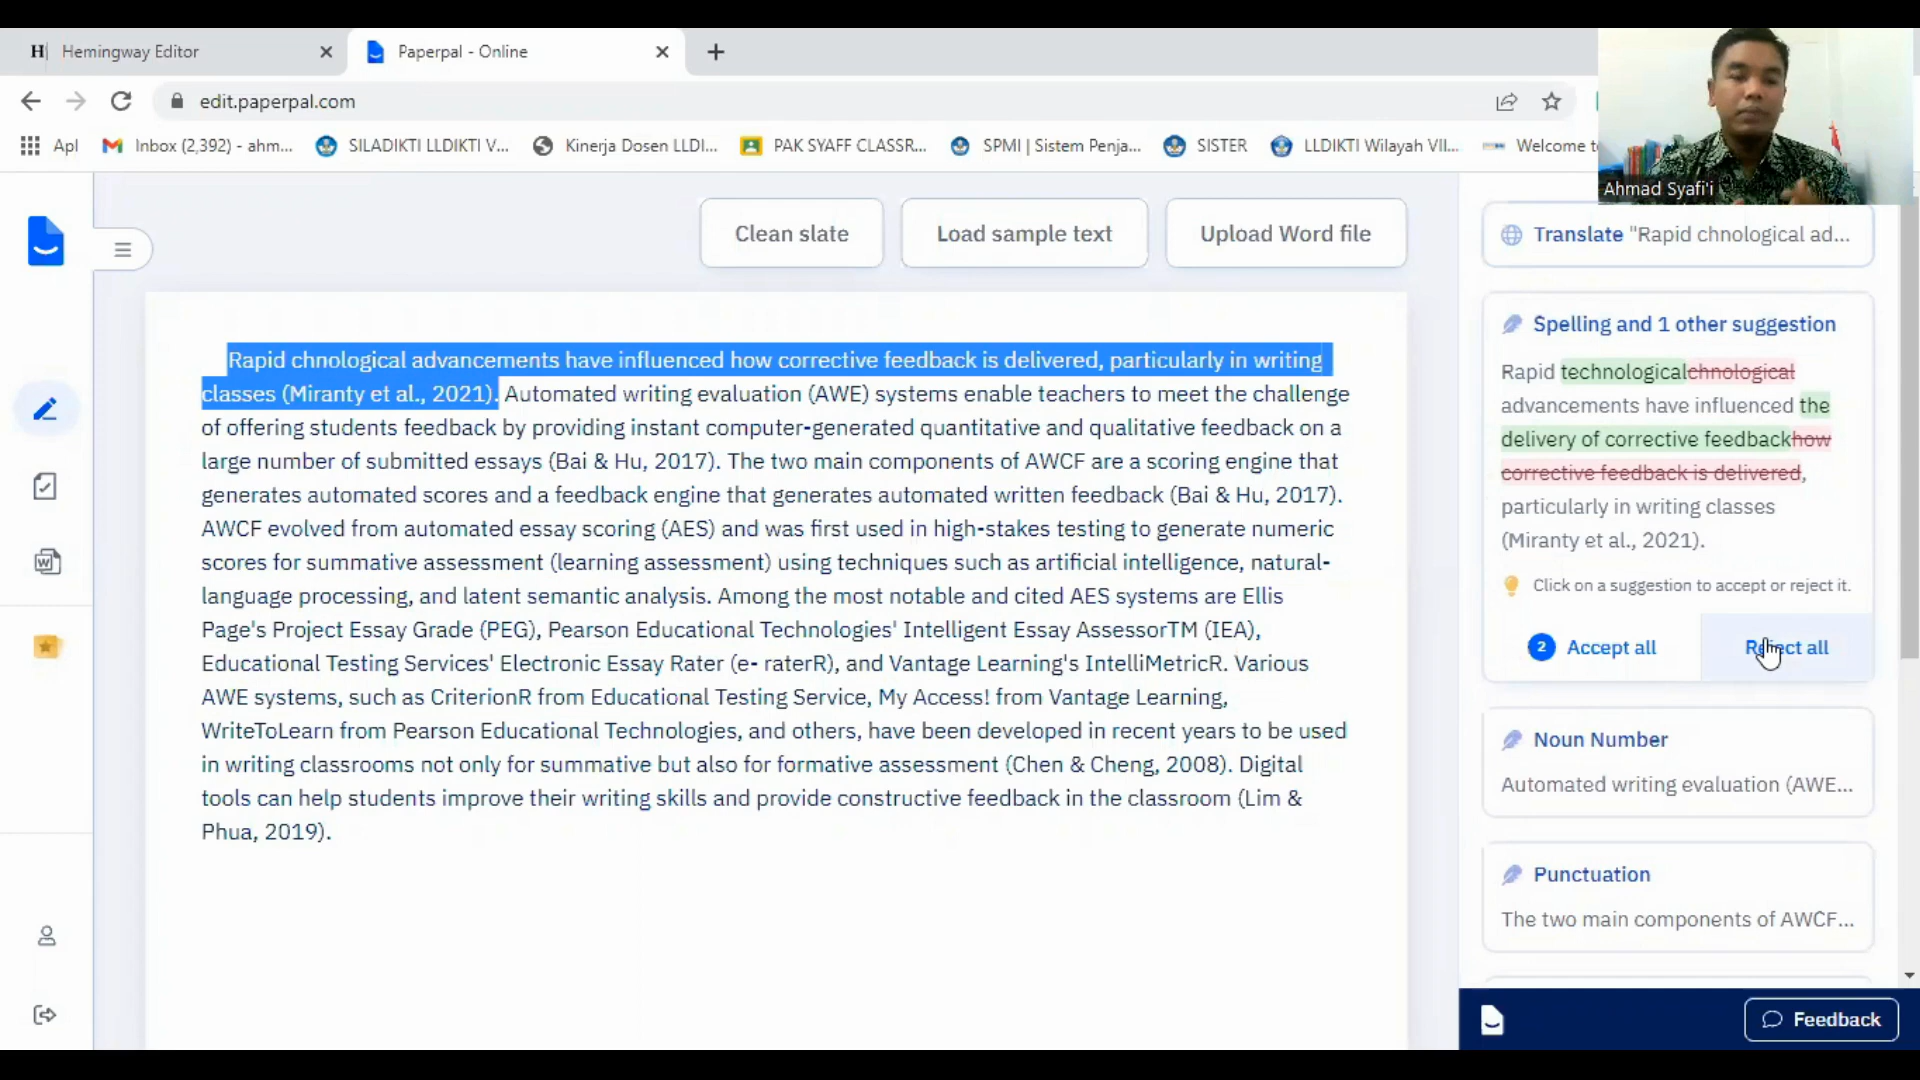 Hemingway Editor
Paperpal - Online
edit.paperpal.com
Apl
Inbox (2,392) - ahm...
SILADIKTI LLDIKTI V...
Kinerja Dosen LLDI...
PAK SYAFF CLASSR...
SPMI | Sistem Penja...
SISTER
LLDIKTI Wilayah VII...
Welcome to
Ahmad Syafi'i
Clean slate
Load sample text
Upload Word file
Rapid chnological advancements have influenced how corrective feedback is delivered, particularly in writing
classes (Miranty et al., 2021). Automated writing evaluation (AWE) systems enable teachers to meet the challenge
of offering students feedback by providing instant computer-generated quantitative and qualitative feedback on a
large number of submitted essays (Bai & Hu, 2017). The two main components of AWCF are a scoring engine that
generates automated scores and a feedback engine that generates automated written feedback (Bai & Hu, 2017).
AWCF evolved from automated essay scoring (AES) and was first used in high-stakes testing to generate numeric
scores for summative assessment (learning assessment) using techniques such as artificial intelligence, natural-
language processing, and latent semantic analysis. Among the most notable and cited AES systems are Ellis
Page's Project Essay Grade (PEG), Pearson Educational Technologies' Intelligent Essay AssessorTM (IEA),
Educational Testing Services' Electronic Essay Rater (e- raterR), and Vantage Learning's IntelliMetricR. Various
AWE systems, such as CriterionR from Educational Testing Service, My Access! from Vantage Learning,
WriteToLearn from Pearson Educational Technologies, and others, have been developed in recent years to be used
in writing classrooms not only for summative but also for formative assessment (Chen & Cheng, 2008). Digital
tools can help students improve their writing skills and provide constructive feedback in the classroom (Lim &
Phua, 2019).
Translate "Rapid chnological ad...
Spelling and 1 other suggestion
Rapid technologicalchnological
advancements have influenced the
delivery of corrective feedbackhow
corrective feedback is delivered,
particularly in writing classes
(Miranty et al., 2021).
Click on a suggestion to accept or reject it.
2 Accept all
Reject all
Noun Number
Automated writing evaluation (AWE...
Punctuation
The two main components of AWCF...
Feedback